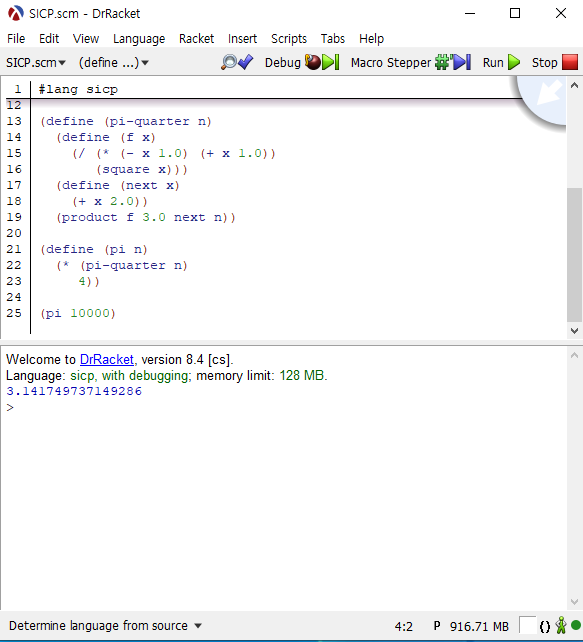 SICP.scm - DrRacket
File Edit View Language Racket Insert Scripts Tabs Help
SICP.scm▾ (define ...)▾ Debug Macro Stepper Run Stop
1 #lang sicp
12
13 (define (pi-quarter n)
14   (define (f x)
15     (/ (* (- x 1.0) (+ x 1.0))
16        (square x)))
17   (define (next x)
18     (+ x 2.0))
19   (product f 3.0 next n))
20
21 (define (pi n)
22   (* (pi-quarter n)
23      4))
24
25 (pi 10000)
Welcome to DrRacket, version 8.4 [cs].
Language: sicp, with debugging; memory limit: 128 MB.
3.141749737149286
>
Determine language from source ▾ 4:2 P 916.71 MB ()